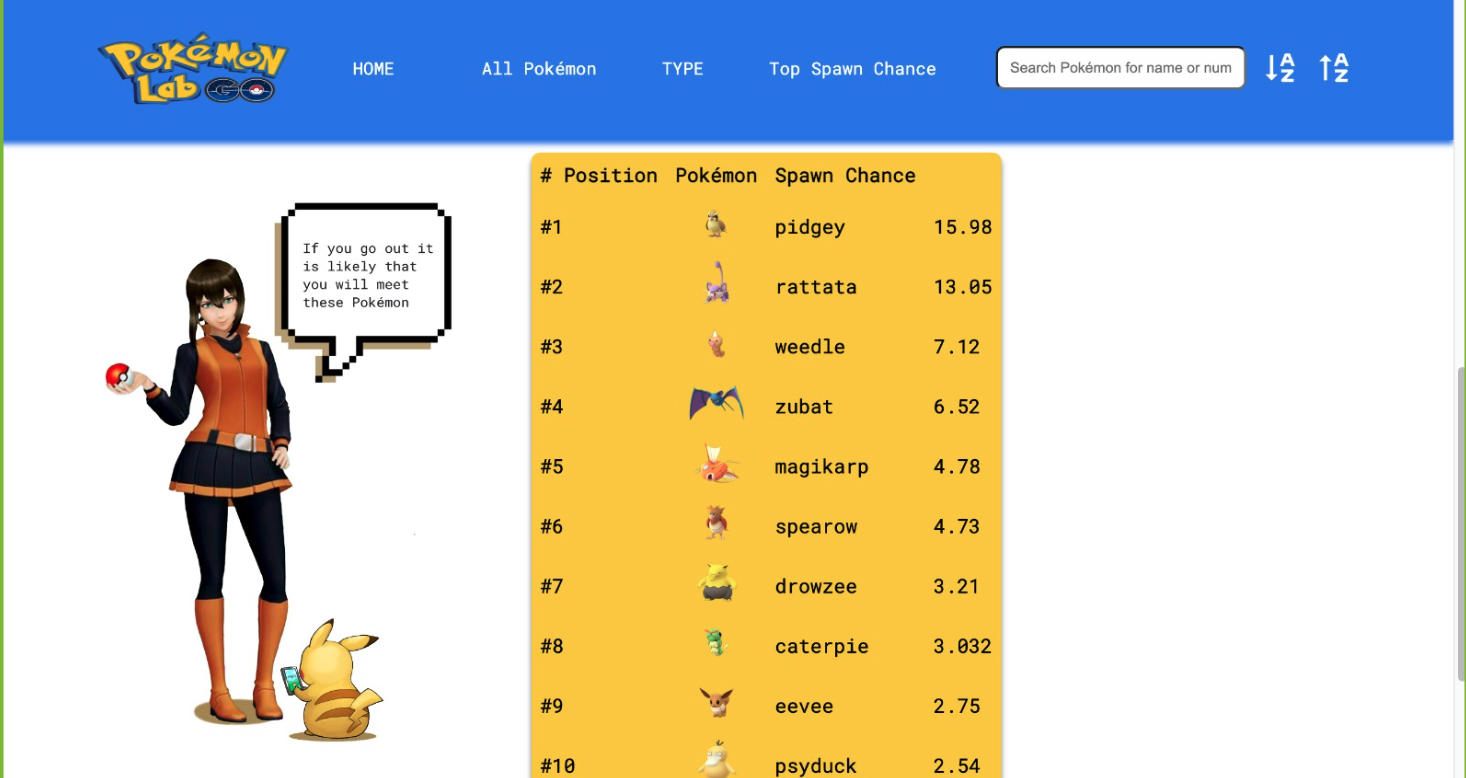 POKéMON
Lab GO
HOME
All Pokémon
TYPE
Top Spawn Chance
Search Pokémon for name or num
A
Z
A
Z
If you go out it
is likely that
you will meet
these Pokémon
# Position Pokémon Spawn Chance
#1 pidgey 15.98
#2 rattata 13.05
#3 weedle 7.12
#4 zubat 6.52
#5 magikarp 4.78
#6 spearow 4.73
#7 drowzee 3.21
#8 caterpie 3.032
#9 eevee 2.75
#10 psyduck 2.54